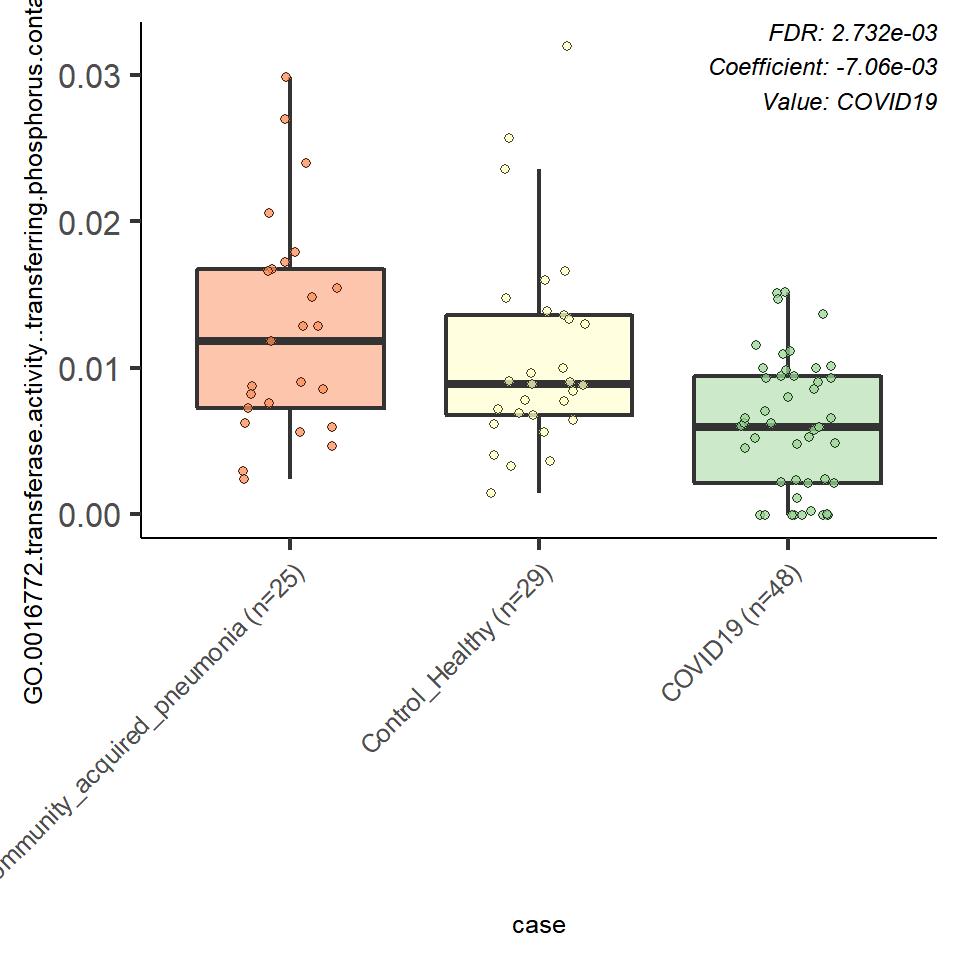 FDR: 2.732e-03
Coefficient: -7.06e-03
Value: COVID19
GO.0016772.transferase.activity..transferring.phosphorus.conta
0.03
0.02
0.01
0.00
ommunity_acquired_pneumonia (n=25)
Control_Healthy (n=29)
COVID19 (n=48)
case